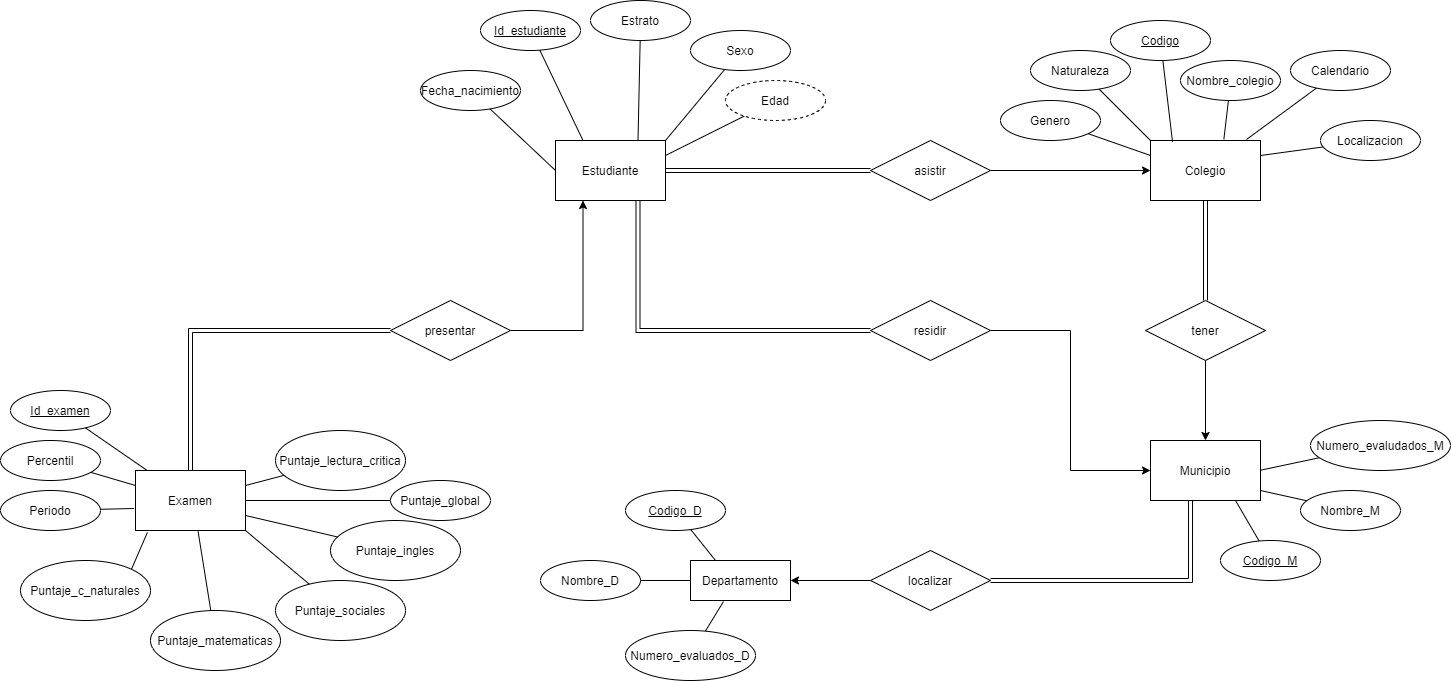 Estrato
Id_estudiante
Sexo
Fecha_nacimiento
Edad
Codigo
Naturaleza
Nombre_colegio
Calendario
Genero
Localizacion
Estudiante
asistir
Colegio
presentar
residir
tener
Id_examen
Percentil
Puntaje_lectura_critica
Periodo
Examen
Puntaje_global
Puntaje_ingles
Puntaje_c_naturales
Puntaje_sociales
Puntaje_matematicas
Municipio
Numero_evaludados_M
Nombre_M
Codigo_M
Codigo_D
Nombre_D
Departamento
localizar
Numero_evaluados_D